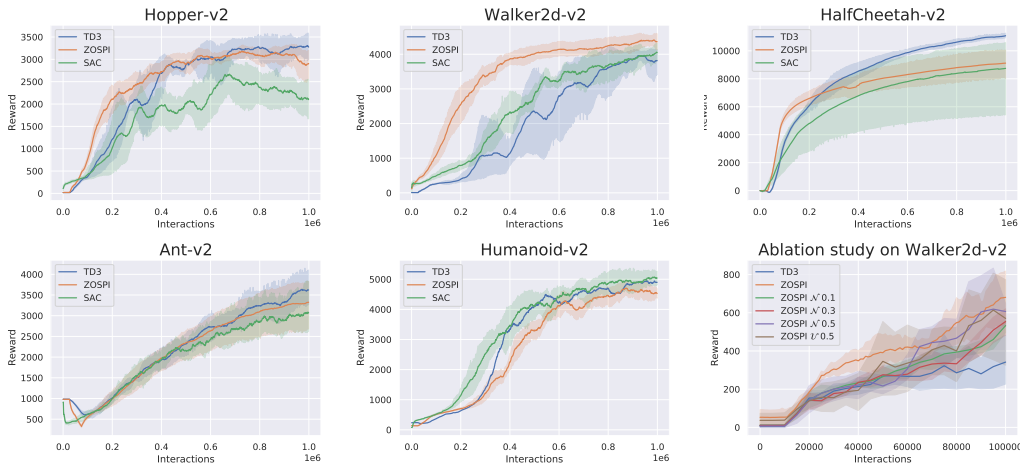 Hopper-v2
TD3
ZOSPI
SAC
Reward
3500
3000
2500
2000
1500
1000
500
0
0.0 0.2 0.4 0.6 0.8 1.0
Interactions
1e6
Walker2d-v2
TD3
ZOSPI
SAC
Reward
4000
3000
2000
1000
0
0.0 0.2 0.4 0.6 0.8 1.0
Interactions
1e6
HalfCheetah-v2
TD3
ZOSPI
SAC
Reward
10000
8000
6000
4000
2000
0
0.0 0.2 0.4 0.6 0.8 1.0
Interactions
1e6
Ant-v2
TD3
ZOSPI
SAC
Reward
4000
3500
3000
2500
2000
1500
1000
500
0.0 0.2 0.4 0.6 0.8 1.0
Interactions
1e6
Humanoid-v2
TD3
ZOSPI
SAC
Reward
5000
4000
3000
2000
1000
0
0.0 0.2 0.4 0.6 0.8 1.0
Interactions
1e6
Ablation study on Walker2d-v2
TD3
ZOSPI
ZOSPI 𝒩 0.1
ZOSPI 𝒩 0.3
ZOSPI 𝒩 0.5
ZOSPI 𝒰 0.5
Reward
800
600
400
200
0
0 20000 40000 60000 80000 100000
Interactions